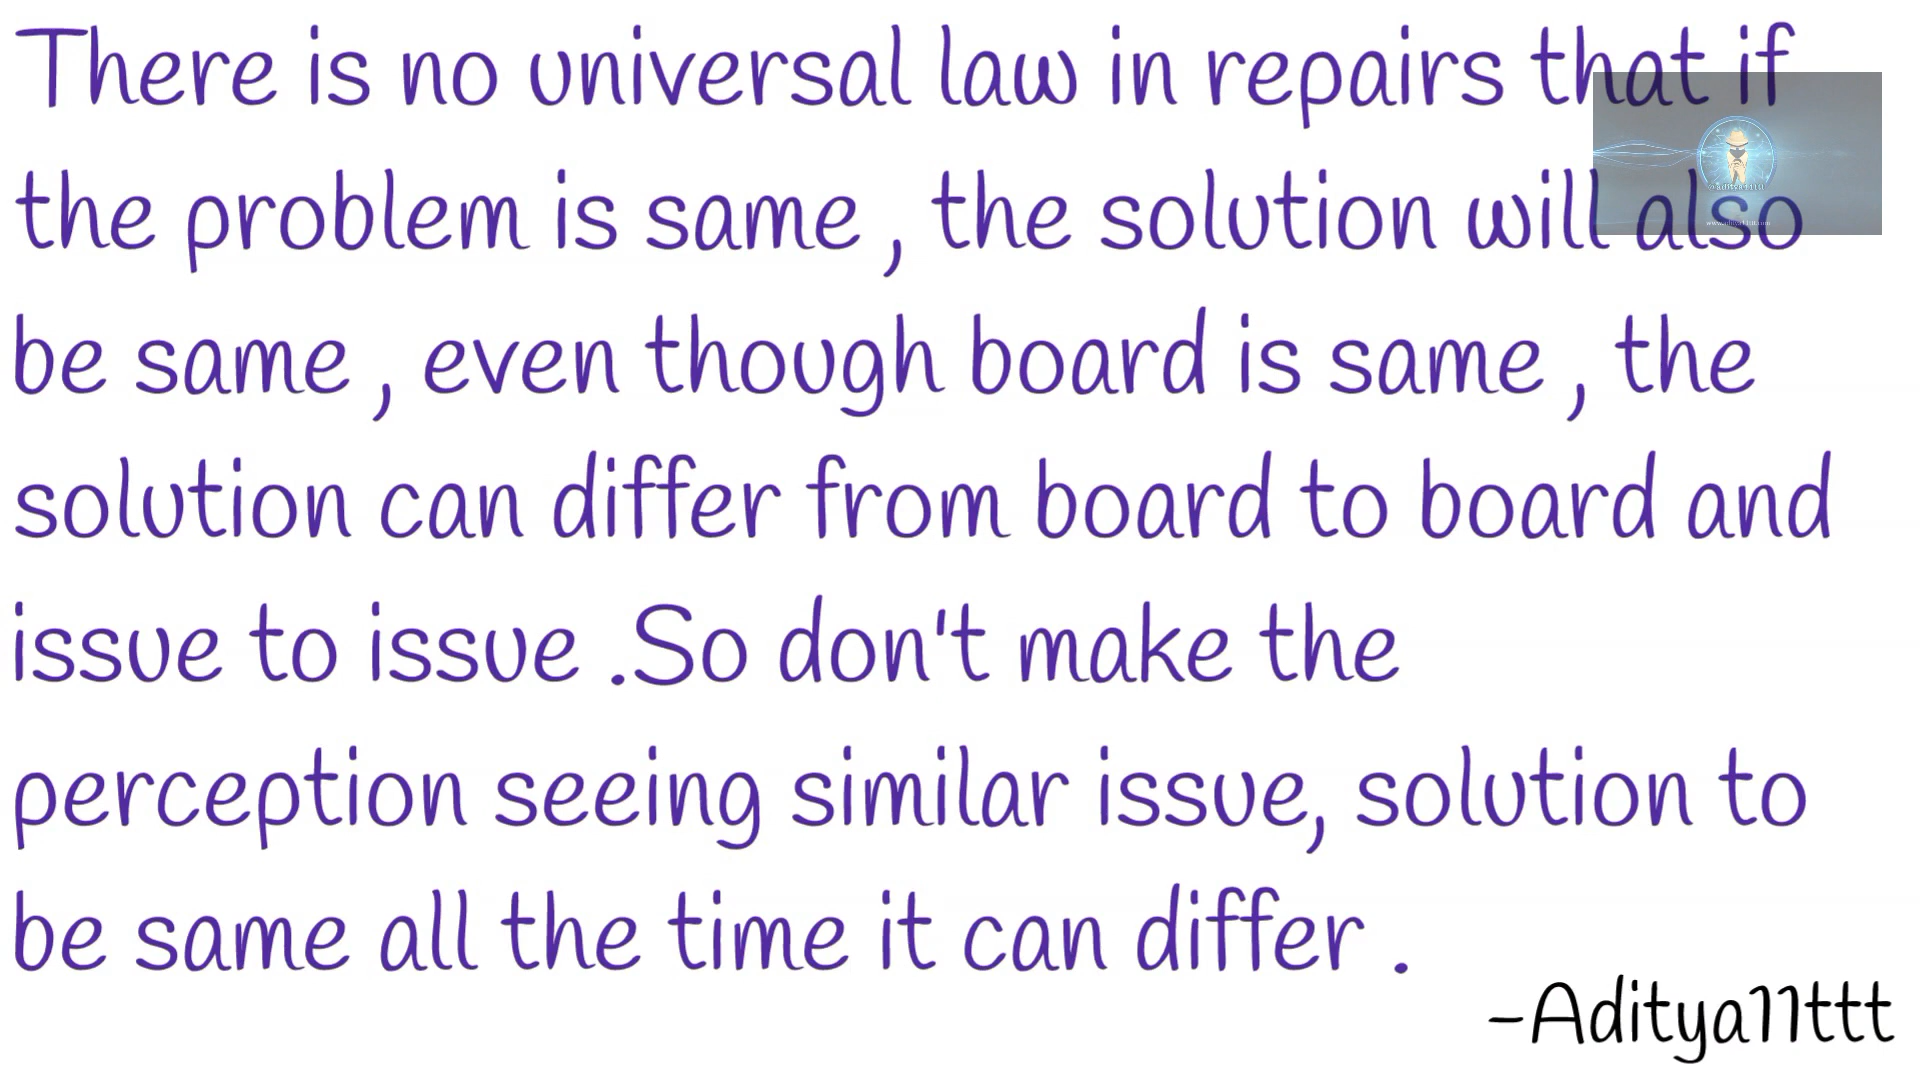 There is no universal law in repairs that if
the problem is same , the solution will also
be same , even though board is same , the
solution can differ from board to board and
issue to issue .So don't make the
perception seeing similar issue, solution to
be same all the time it can differ .
-Aditya11ttt